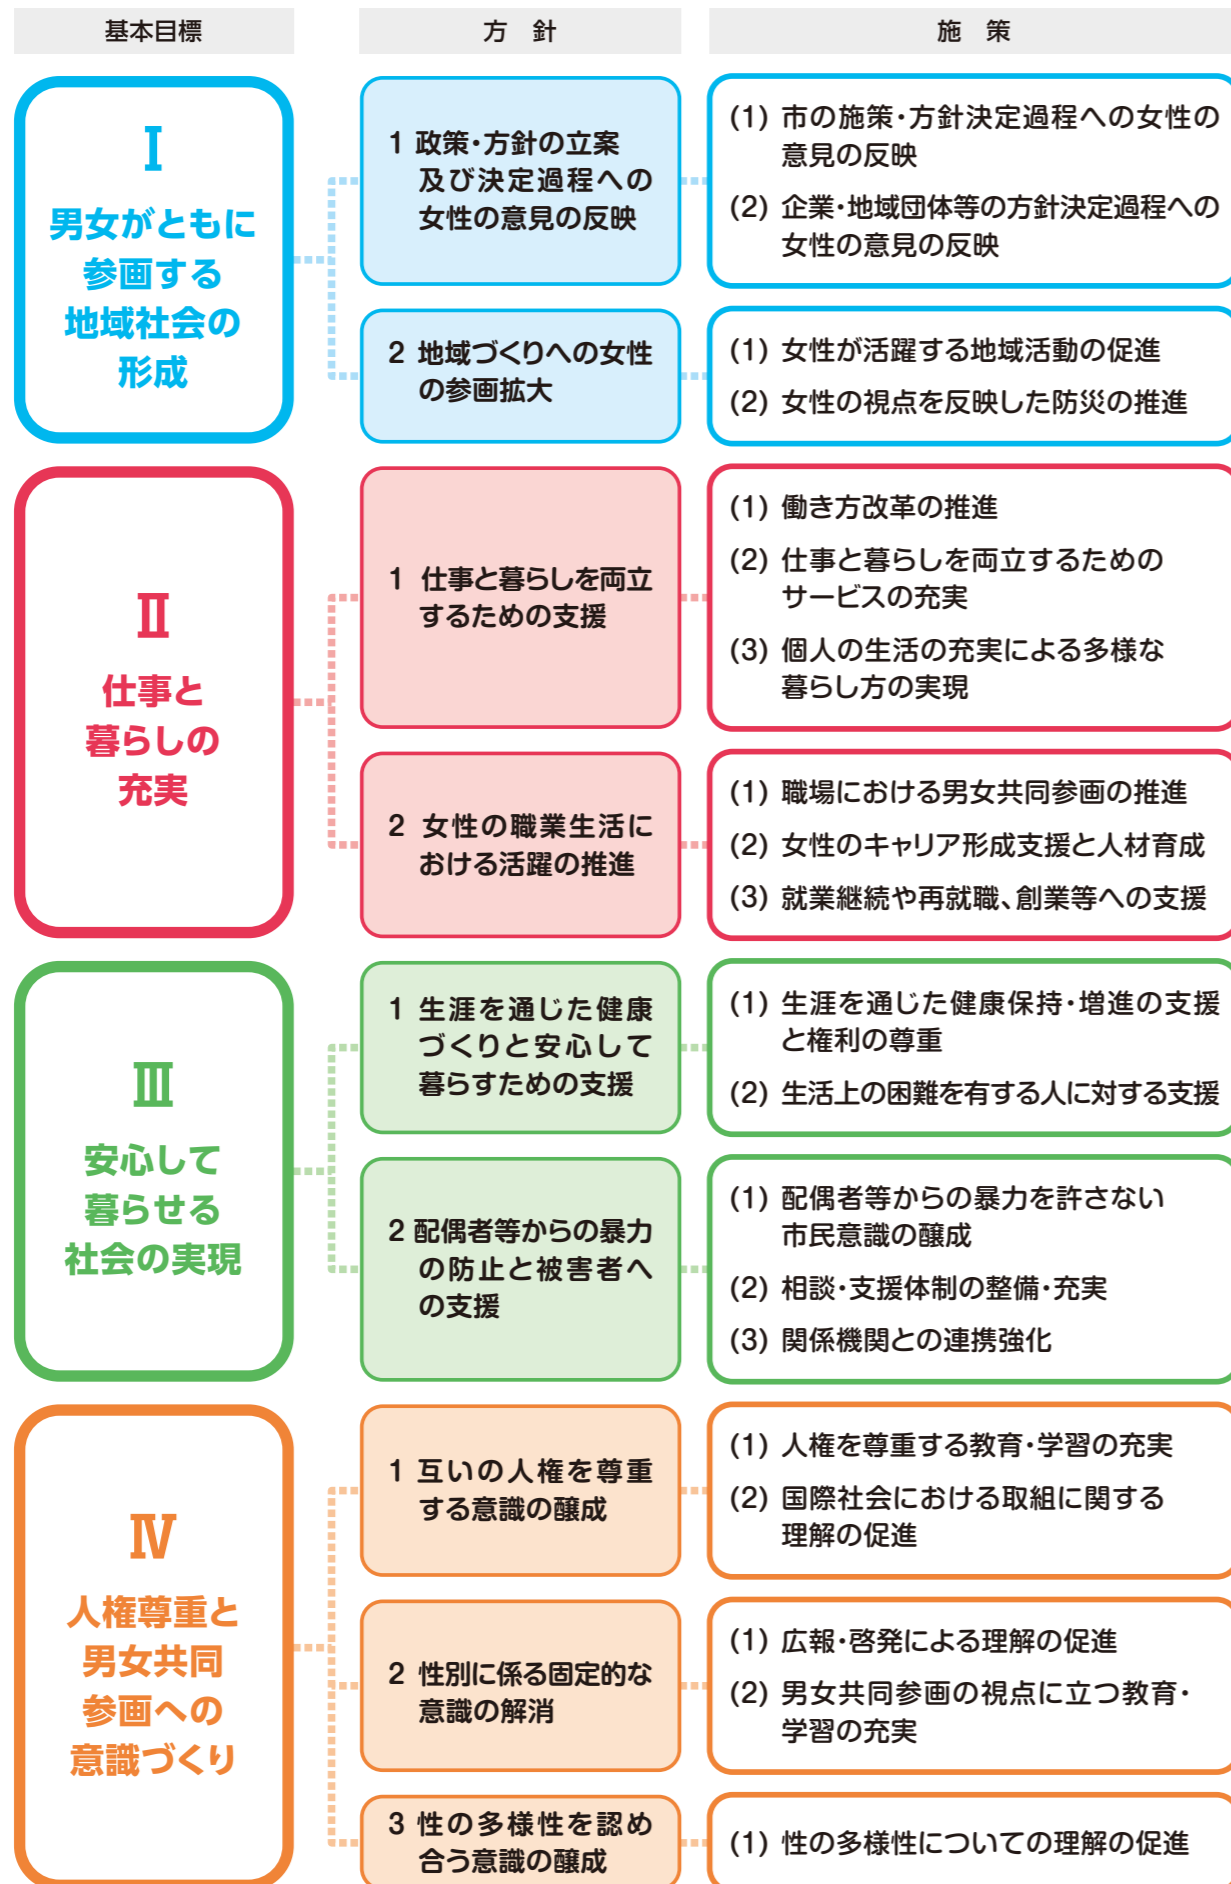 基本目標
方 針
施 策
Ⅰ
男女がともに
参画する
地域社会の
形成
1 政策・方針の立案
及び決定過程への
女性の意見の反映
(1) 市の施策・方針決定過程への女性の
意見の反映
(2) 企業・地域団体等の方針決定過程への
女性の意見の反映
2 地域づくりへの女性
の参画拡大
(1) 女性が活躍する地域活動の促進
(2) 女性の視点を反映した防災の推進
Ⅱ
仕事と
暮らしの
充実
1 仕事と暮らしを両立
するための支援
(1) 働き方改革の推進
(2) 仕事と暮らしを両立するための
サービスの充実
(3) 個人の生活の充実による多様な
暮らし方の実現
2 女性の職業生活に
おける活躍の推進
(1) 職場における男女共同参画の推進
(2) 女性のキャリア形成支援と人材育成
(3) 就業継続や再就職、創業等への支援
Ⅲ
安心して
暮らせる
社会の実現
1 生涯を通じた健康
づくりと安心して
暮らすための支援
(1) 生涯を通じた健康保持・増進の支援
と権利の尊重
(2) 生活上の困難を有する人に対する支援
2 配偶者等からの暴力
の防止と被害者へ
の支援
(1) 配偶者等からの暴力を許さない
市民意識の醸成
(2) 相談・支援体制の整備・充実
(3) 関係機関との連携強化
Ⅳ
人権尊重と
男女共同
参画への
意識づくり
1 互いの人権を尊重
する意識の醸成
(1) 人権を尊重する教育・学習の充実
(2) 国際社会における取組に関する
理解の促進
2 性別に係る固定的な
意識の解消
(1) 広報・啓発による理解の促進
(2) 男女共同参画の視点に立つ教育・
学習の充実
3 性の多様性を認め
合う意識の醸成
(1) 性の多様性についての理解の促進